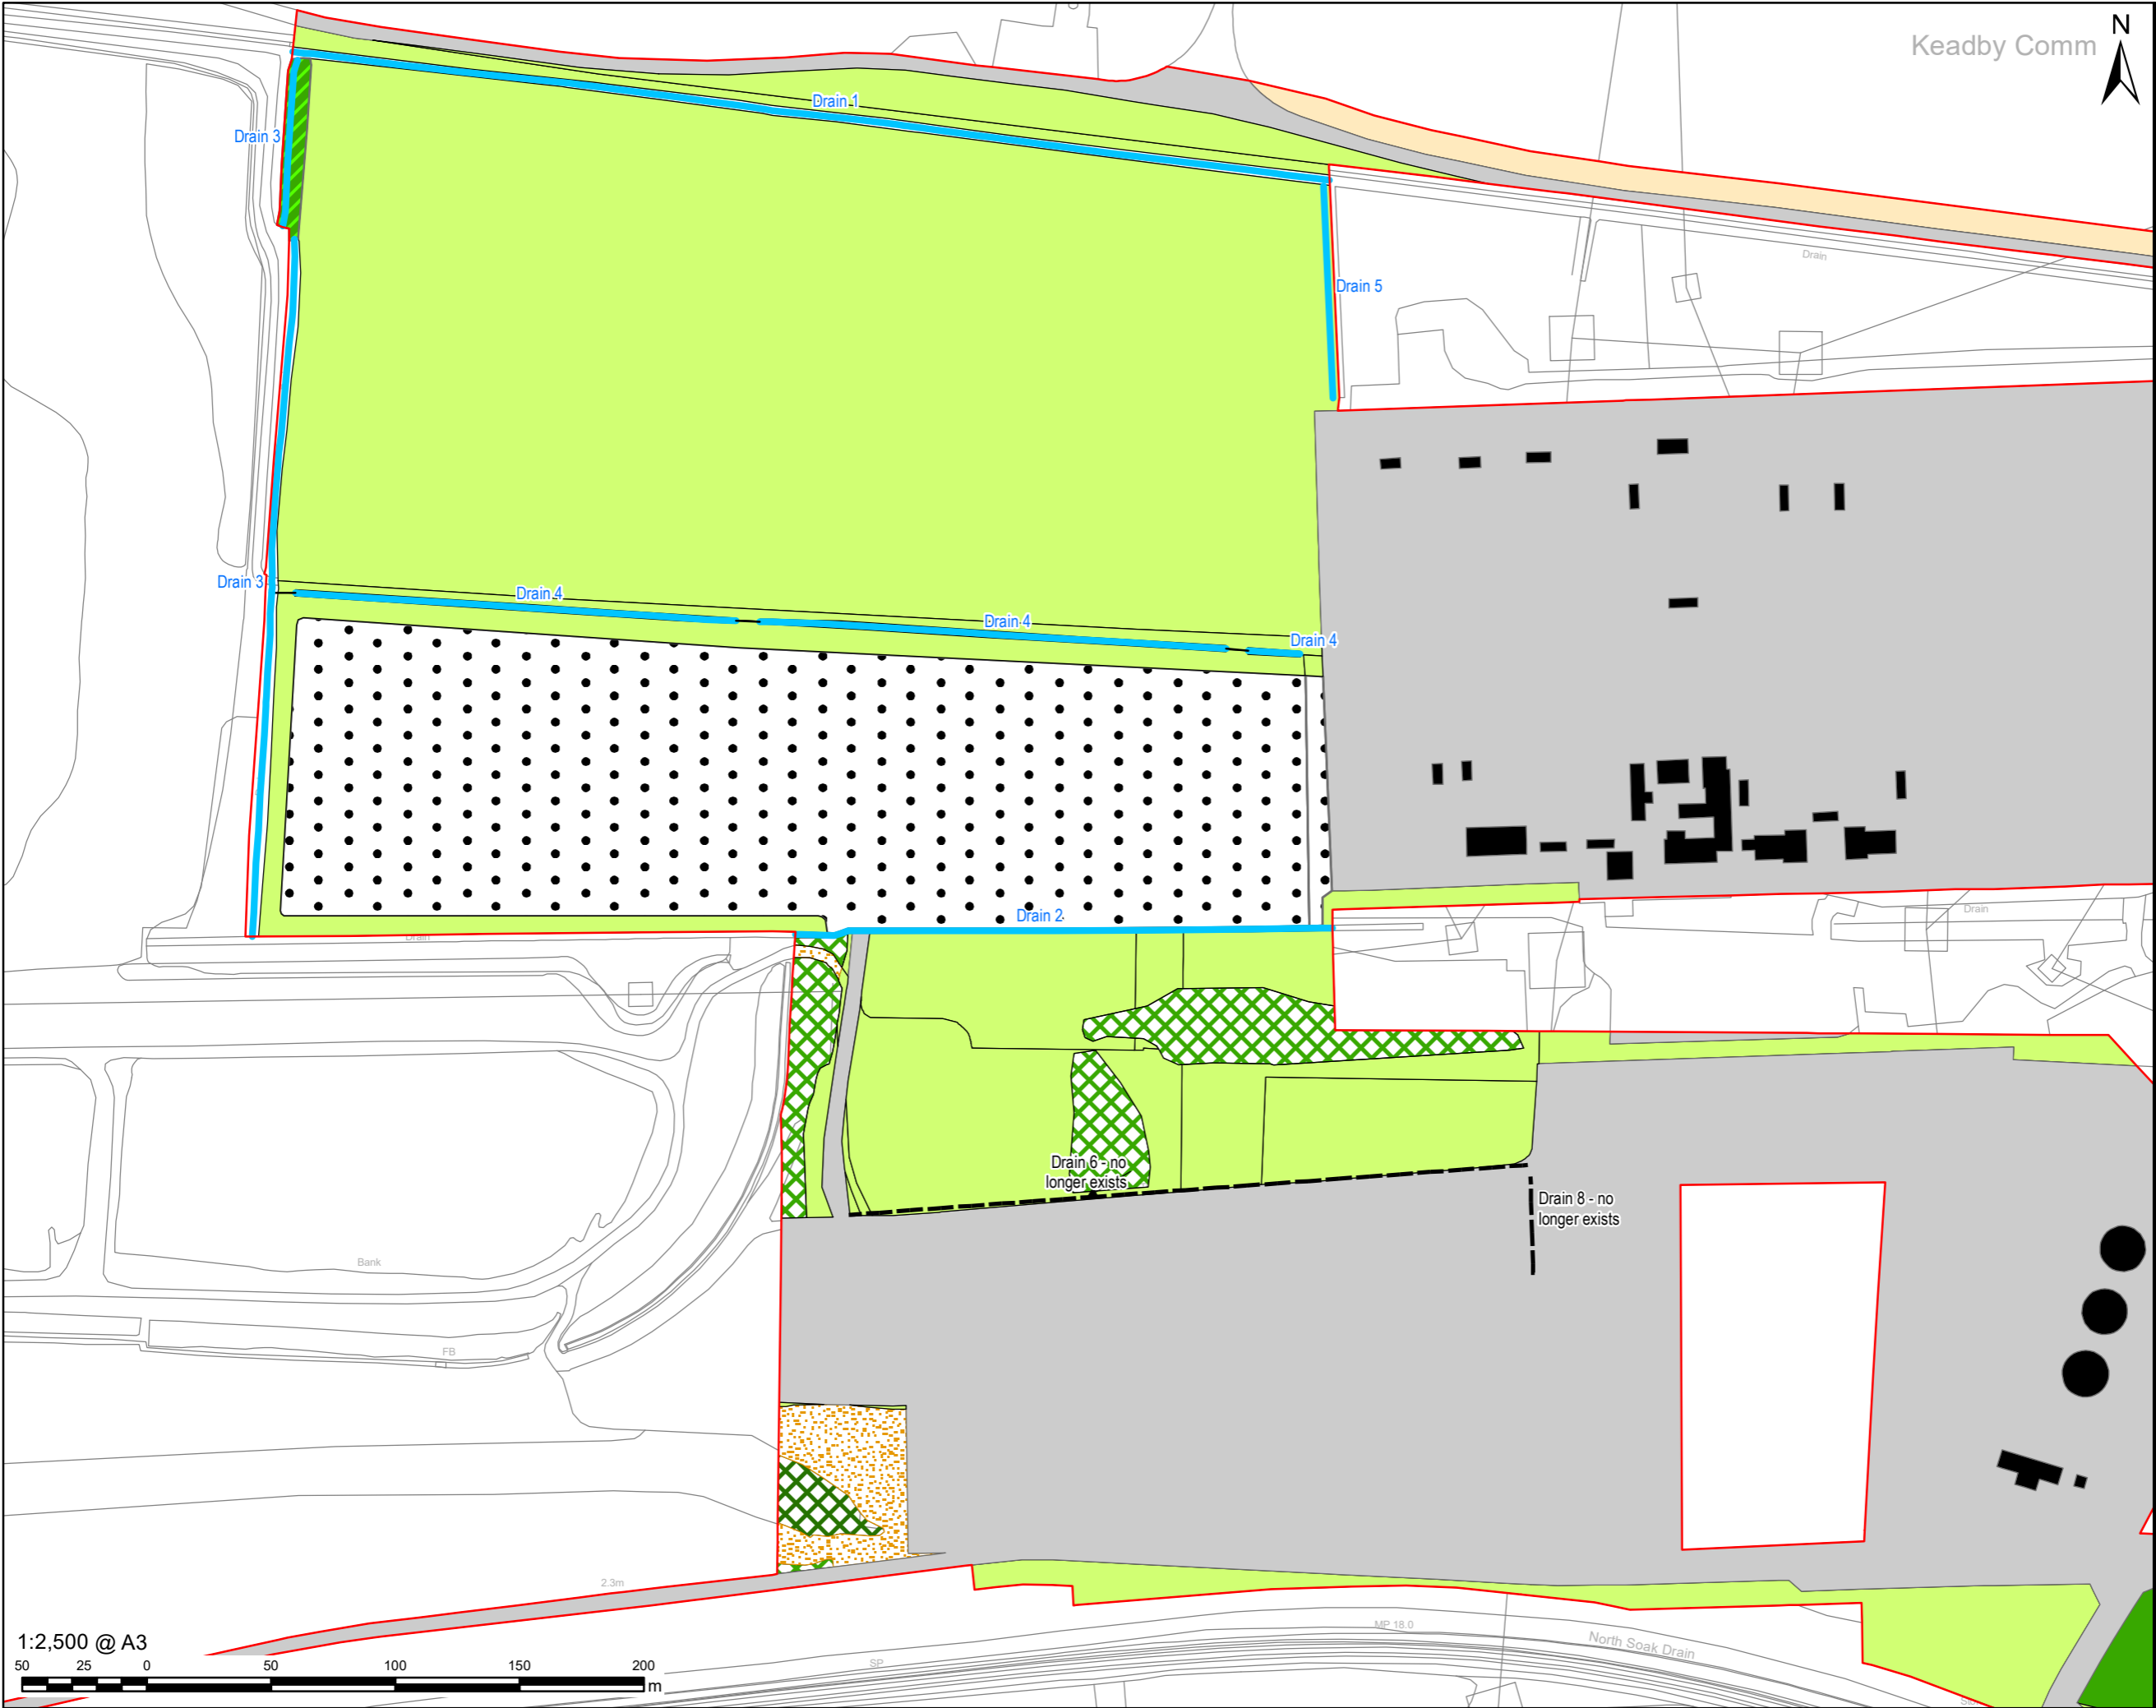 N
Keadby Comm
Drain 1
Drain 3
Drain
Drain 5
Drain 3
Drain 4
Drain 4
Drain 4
Drain 2
Drain
Drain
Drain 6 - no
longer exists
Drain 8 - no
longer exists
Bank
FB
2.3m
MP 18.0
North Soak Drain
SP
1:2,500 @ A3
50 25 0 50 100 150 200
m